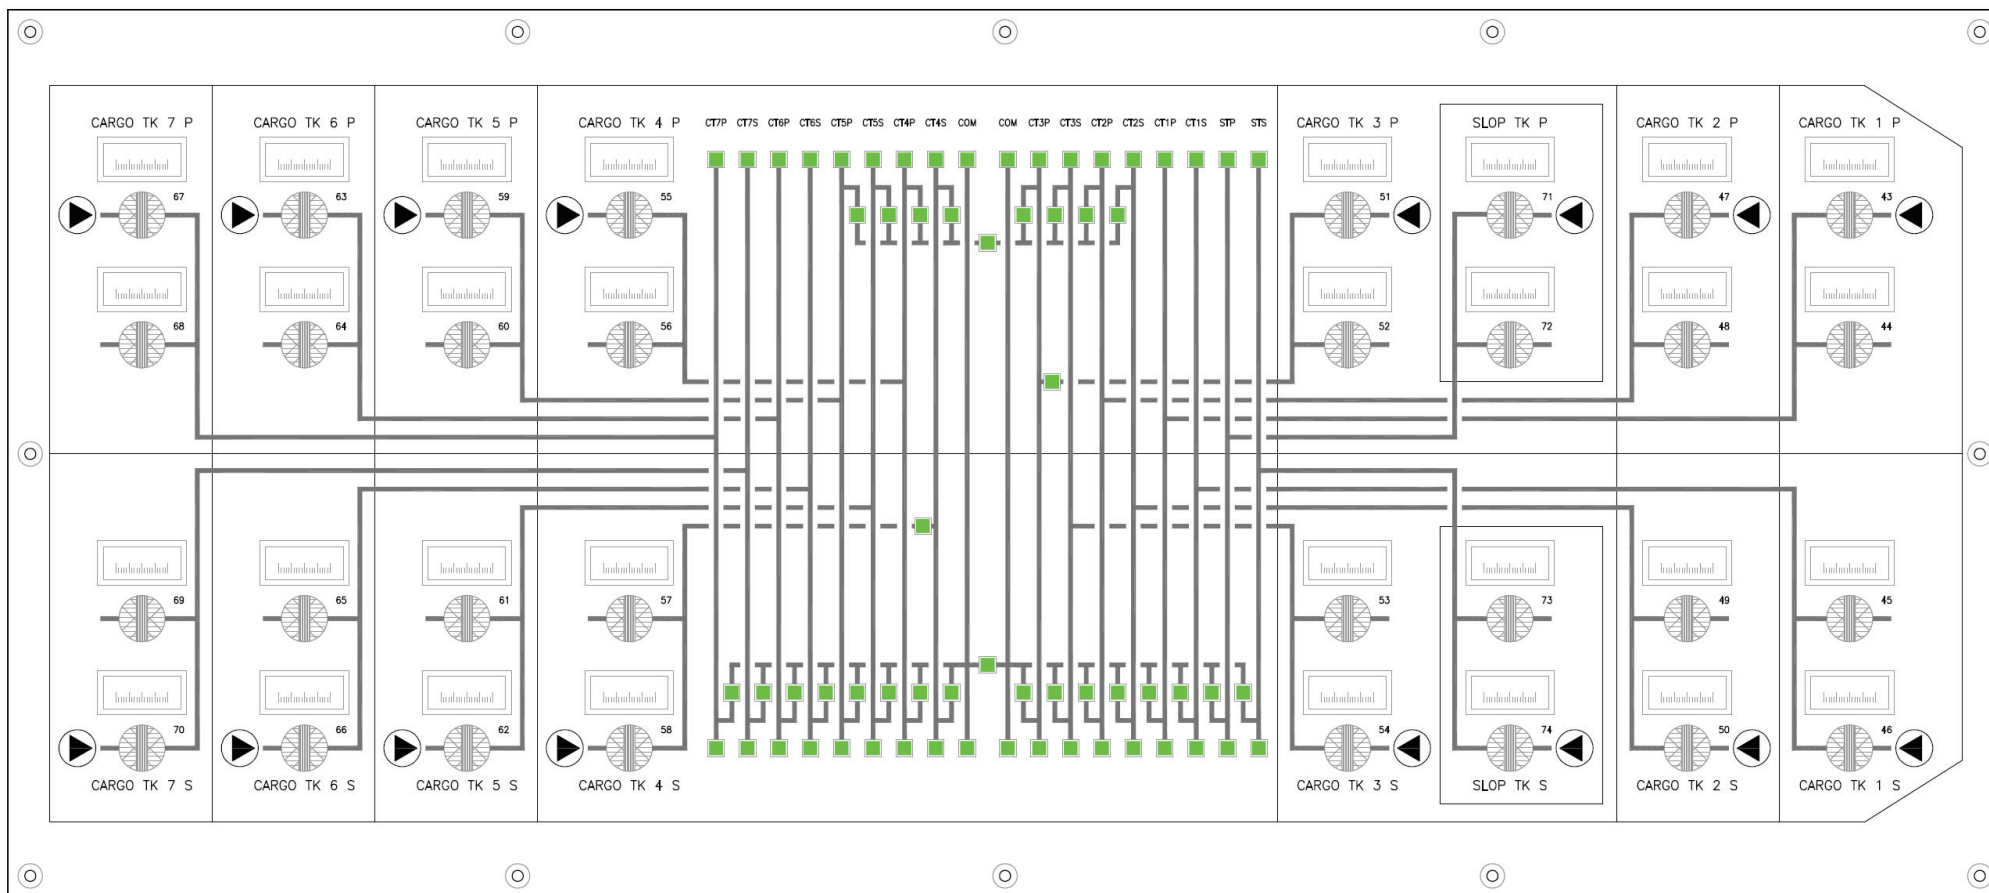 CARGO TK 7 P
CARGO TK 6 P
CARGO TK 5 P
CARGO TK 4 P
CT7P CT7S CT6P CT6S CT5P CT5S CT4P CT4S COM COM CT3P CT3S CT2P CT2S CT1P CT1S STP STS
CARGO TK 3 P
SLOP TK P
CARGO TK 2 P
CARGO TK 1 P
67
63
59
55
51
71
47
43
68
64
60
56
52
72
48
44
69
65
61
57
53
73
49
45
70
66
62
58
54
74
50
46
CARGO TK 7 S
CARGO TK 6 S
CARGO TK 5 S
CARGO TK 4 S
CARGO TK 3 S
SLOP TK S
CARGO TK 2 S
CARGO TK 1 S